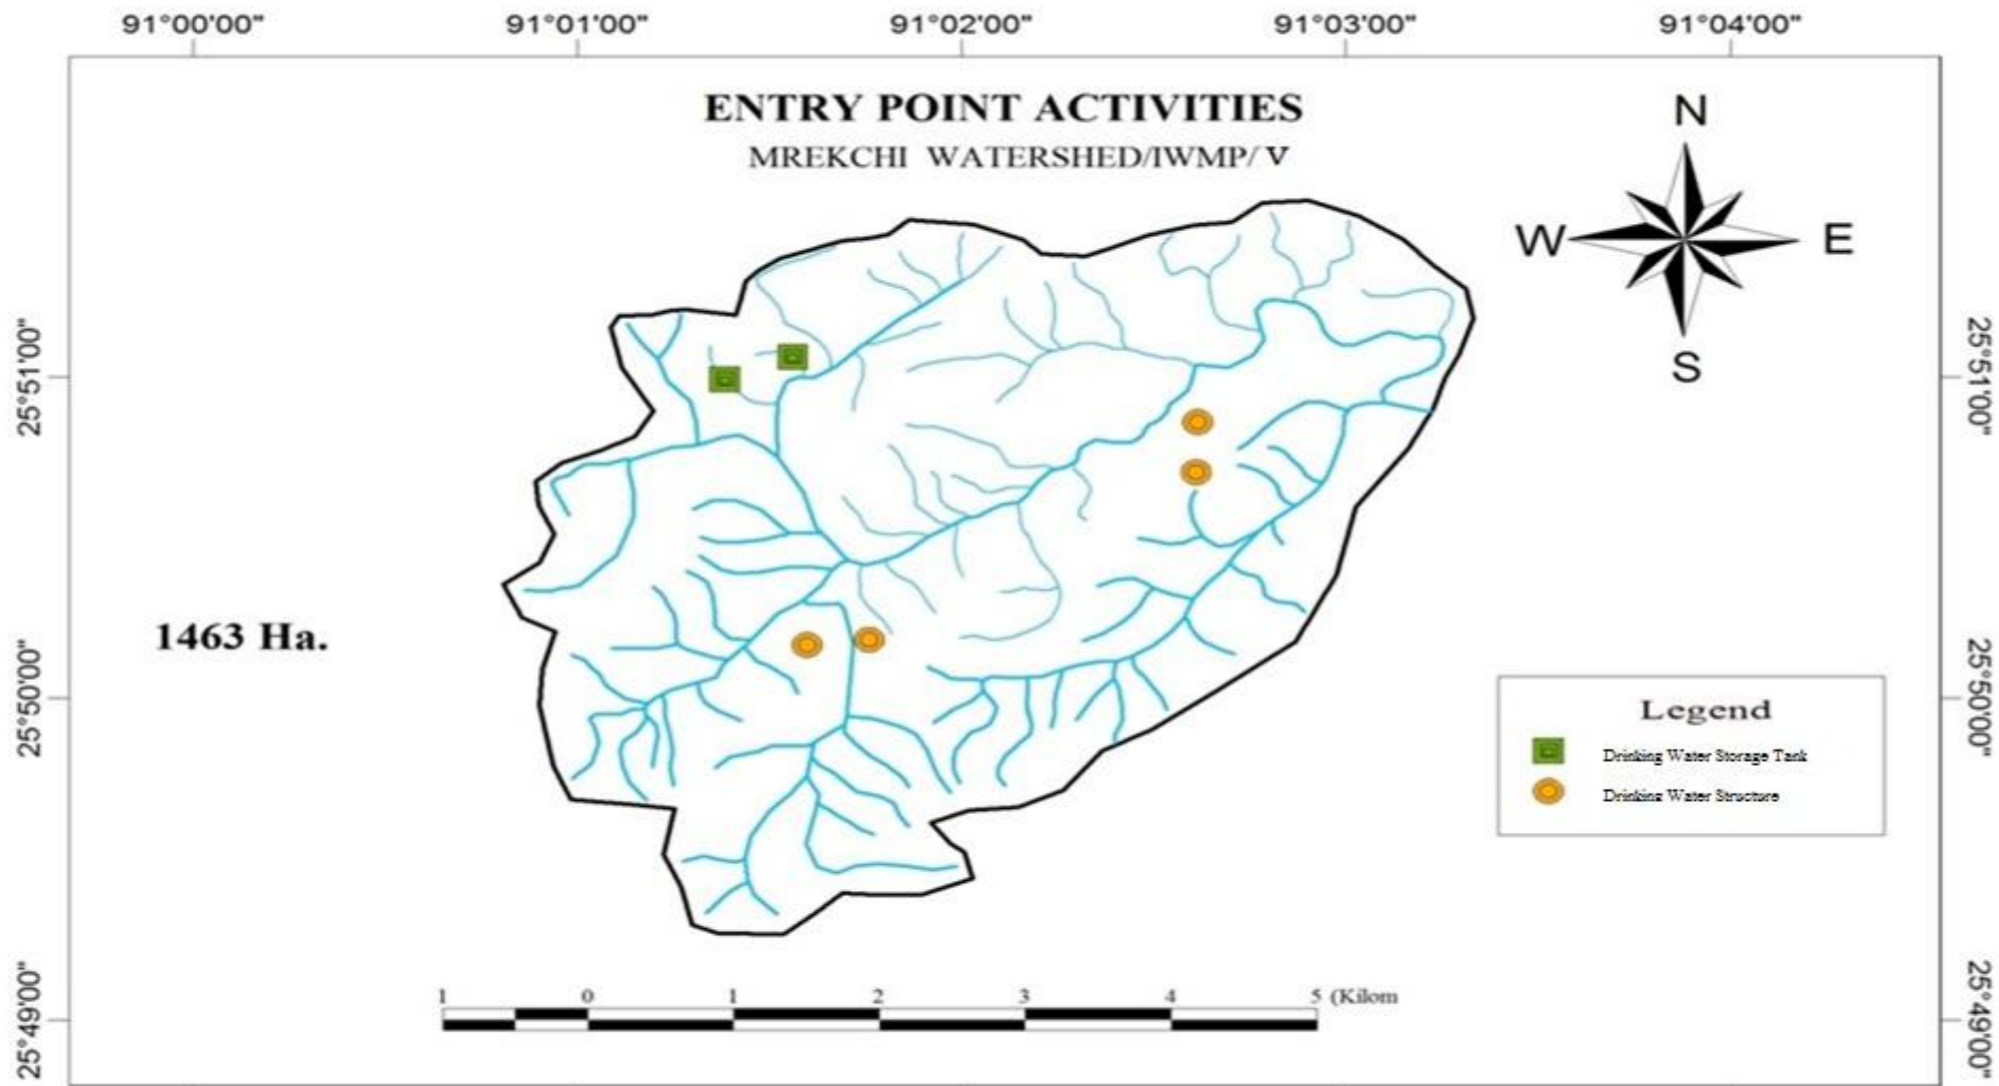 91°00'00" 91°01'00" 91°02'00" 91°03'00" 91°04'00"
ENTRY POINT ACTIVITIES
MREKCHI WATERSHED/IWMP/ V
N
W E
S
25°51'00" 25°51'00"
1463 Ha.
25°50'00" 25°50'00"
Legend
Drinking Water Storage Tank
Drinking Water Structure
25°49'00" 25°49'00"
1 0 1 2 3 4 5 (Kilom